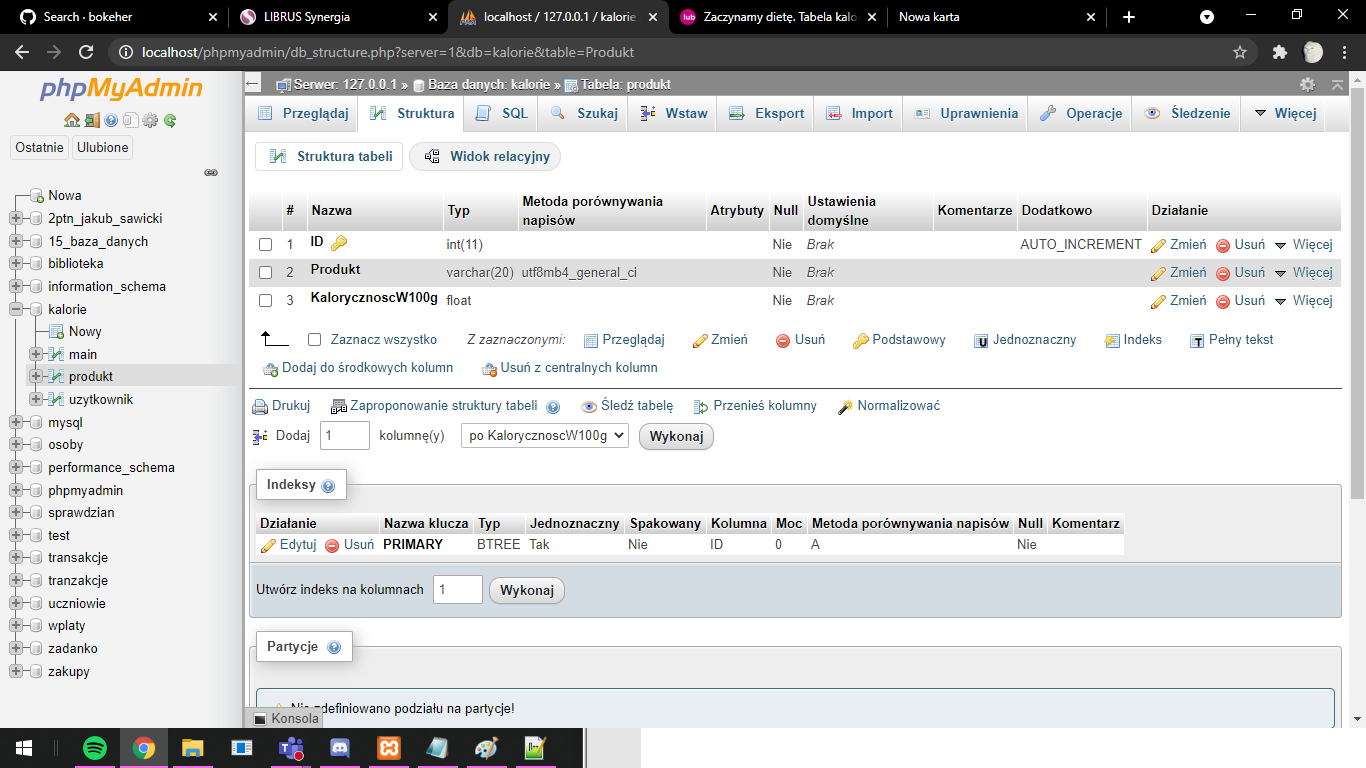 Search · bokeher
LIBRUS Synergia
localhost / 127.0.0.1 / kalorie
Zaczynamy dietę. Tabela kalo
Nowa karta
localhost/phpmyadmin/db_structure.php?server=1&db=kalorie&table=Produkt
phpMyAdmin
Ostatnie
Ulubione
Nowa
2ptn_jakub_sawicki
15_baza_danych
biblioteka
information_schema
kalorie
Nowy
main
produkt
uzytkownik
mysql
osoby
performance_schema
phpmyadmin
sprawdzian
test
transakcje
tranzakcje
uczniowie
wplaty
zadanko
zakupy
Serwer: 127.0.0.1 » Baza danych: kalorie » Tabela: produkt
Przeglądaj Struktura SQL Szukaj Wstaw Eksport Import Uprawnienia Operacje Śledzenie Więcej
Struktura tabeli Widok relacyjny
# Nazwa Typ Metoda porównywania napisów Atrybuty Null Ustawienia domyślne Komentarze Dodatkowo Działanie
1 ID int(11) Nie Brak AUTO_INCREMENT Zmień Usuń Więcej
2 Produkt varchar(20) utf8mb4_general_ci Nie Brak Zmień Usuń Więcej
3 KalorycznoscW100g float Nie Brak Zmień Usuń Więcej
Zaznacz wszystko Z zaznaczonymi: Przeglądaj Zmień Usuń Podstawowy Jednoznaczny Indeks Pełny tekst
Dodaj do środkowych kolumn Usuń z centralnych kolumn
Drukuj Zaproponowanie struktury tabeli Śledź tabelę Przenieś kolumny Normalizować
Dodaj 1 kolumnę(y) po KalorycznoscW100g Wykonaj
Indeksy
Działanie Nazwa klucza Typ Jednoznaczny Spakowany Kolumna Moc Metoda porównywania napisów Null Komentarz
Edytuj Usuń PRIMARY BTREE Tak Nie ID 0 A Nie
Utwórz indeks na kolumnach 1 Wykonaj
Partycje
Nie zdefiniowano podziału na partycje!
Konsola